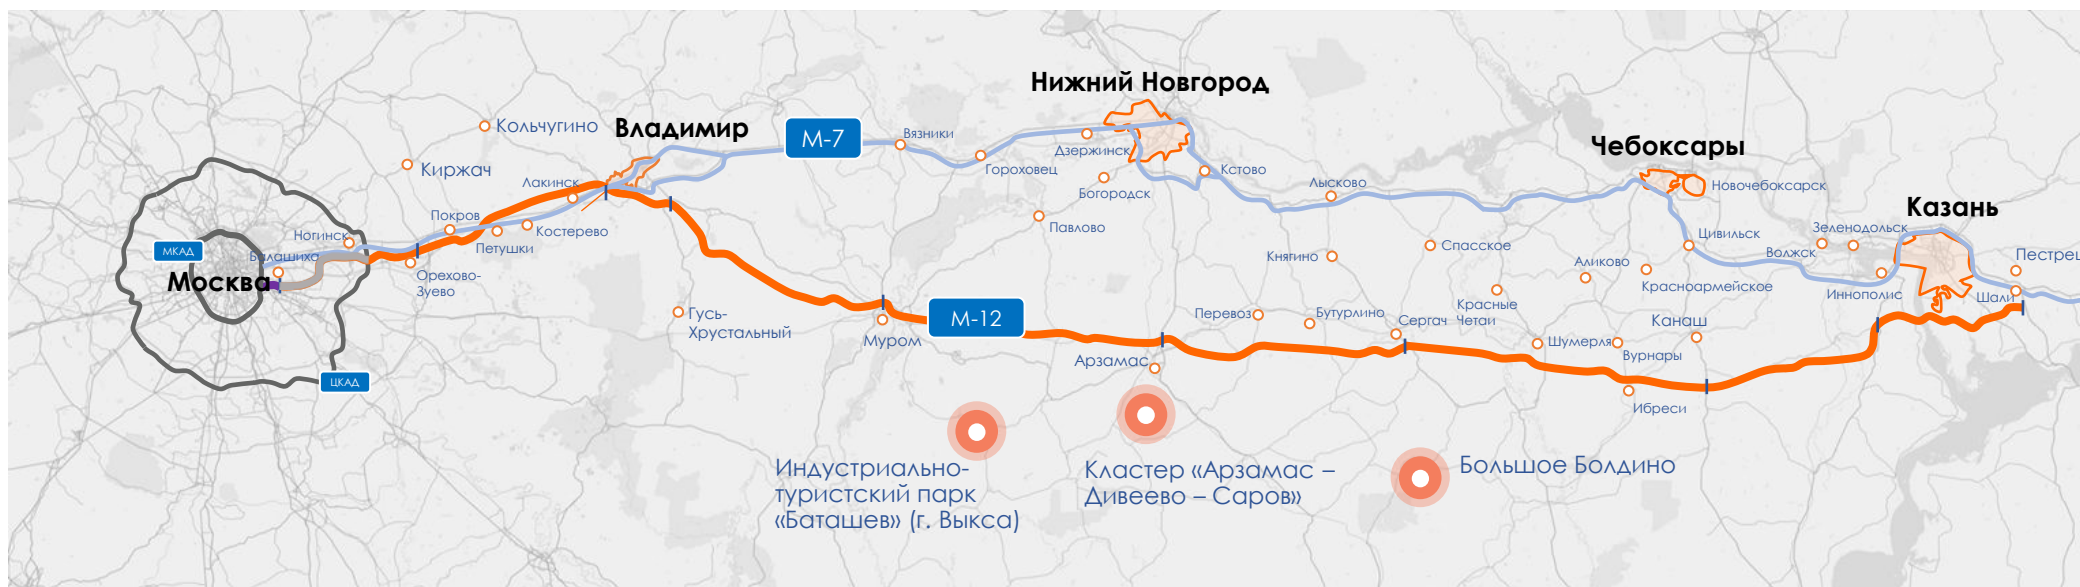 Нижний Новгород
Кольчугино
Владимир
М-7
Вязники
Дзержинск
Гороховец
Чебоксары
Киржач
Лакинск
Богородск
Кстово
Лысково
Новочебоксарск
Казань
Покров
Ногинск
Петушки
Костерево
Павлово
Спасское
Цивильск
Зеленодольск
Волжск
МКАД
Балашиха
Москва
Орехово-
Зуево
Княгино
Аликово
Красноармейское
Иннополис
Пестрец
Шали
Гусь-
Хрустальный
Муром
М-12
Перевоз
Бутурлино
Сергач
Красные
Четаи
Канаш
Шумерля
Вурнары
Арзамас
ЦКАД
Ибреси
Индустриально-
туристский парк
«Баташев» (г. Выкса)
Кластер «Арзамас –
Дивеево – Саров»
Большое Болдино